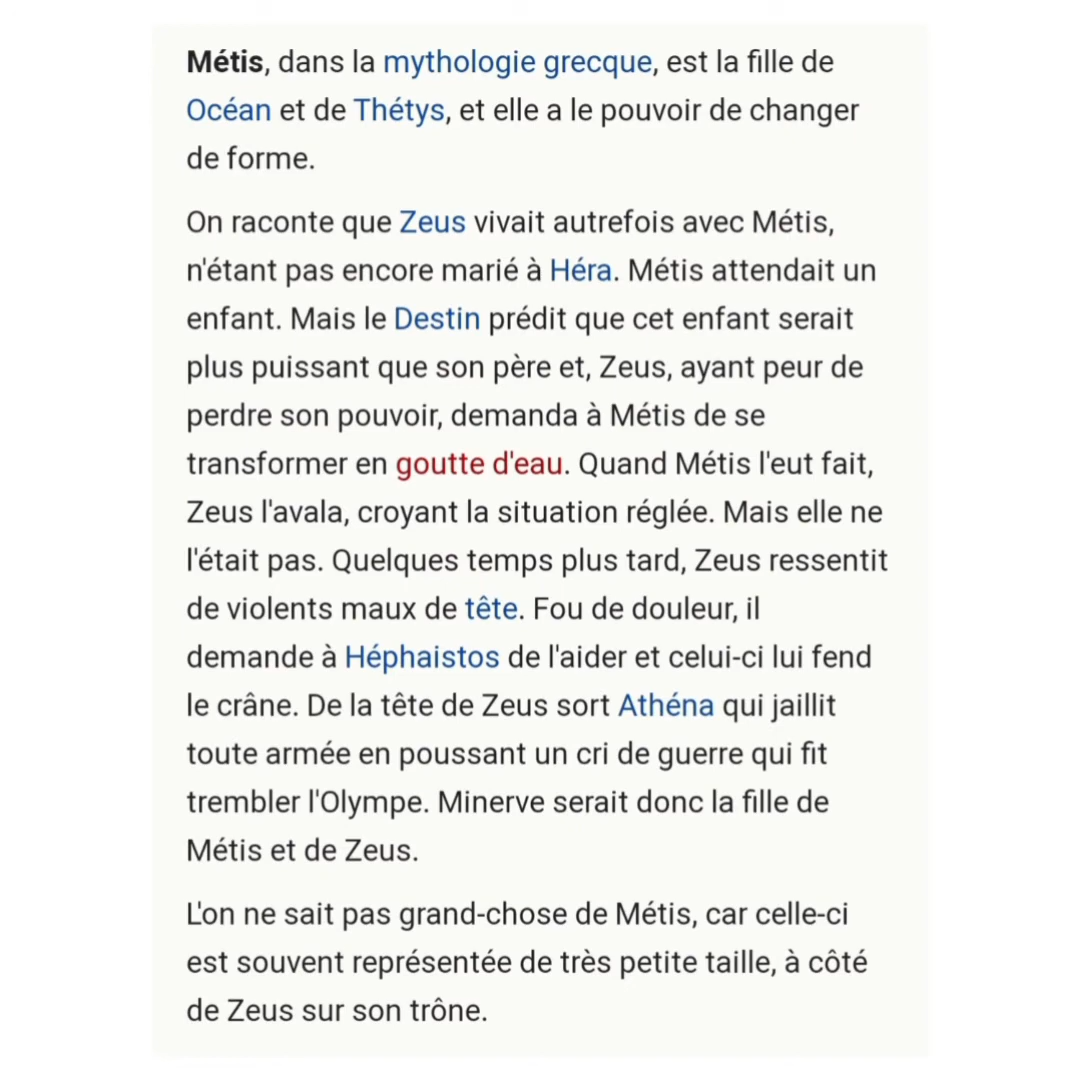 Métis, dans la mythologie grecque, est la fille de
Océan et de Thétys, et elle a le pouvoir de changer
de forme.
On raconte que Zeus vivait autrefois avec Métis,
n'étant pas encore marié à Héra. Métis attendait un
enfant. Mais le Destin prédit que cet enfant serait
plus puissant que son père et, Zeus, ayant peur de
perdre son pouvoir, demanda à Métis de se
transformer en goutte d'eau. Quand Métis l'eut fait,
Zeus l'avala, croyant la situation réglée. Mais elle ne
l'était pas. Quelques temps plus tard, Zeus ressentit
de violents maux de tête. Fou de douleur, il
demande à Héphaistos de l'aider et celui-ci lui fend
le crâne. De la tête de Zeus sort Athéna qui jaillit
toute armée en poussant un cri de guerre qui fit
trembler l'Olympe. Minerve serait donc la fille de
Métis et de Zeus.
L'on ne sait pas grand-chose de Métis, car celle-ci
est souvent représentée de très petite taille, à côté
de Zeus sur son trône.